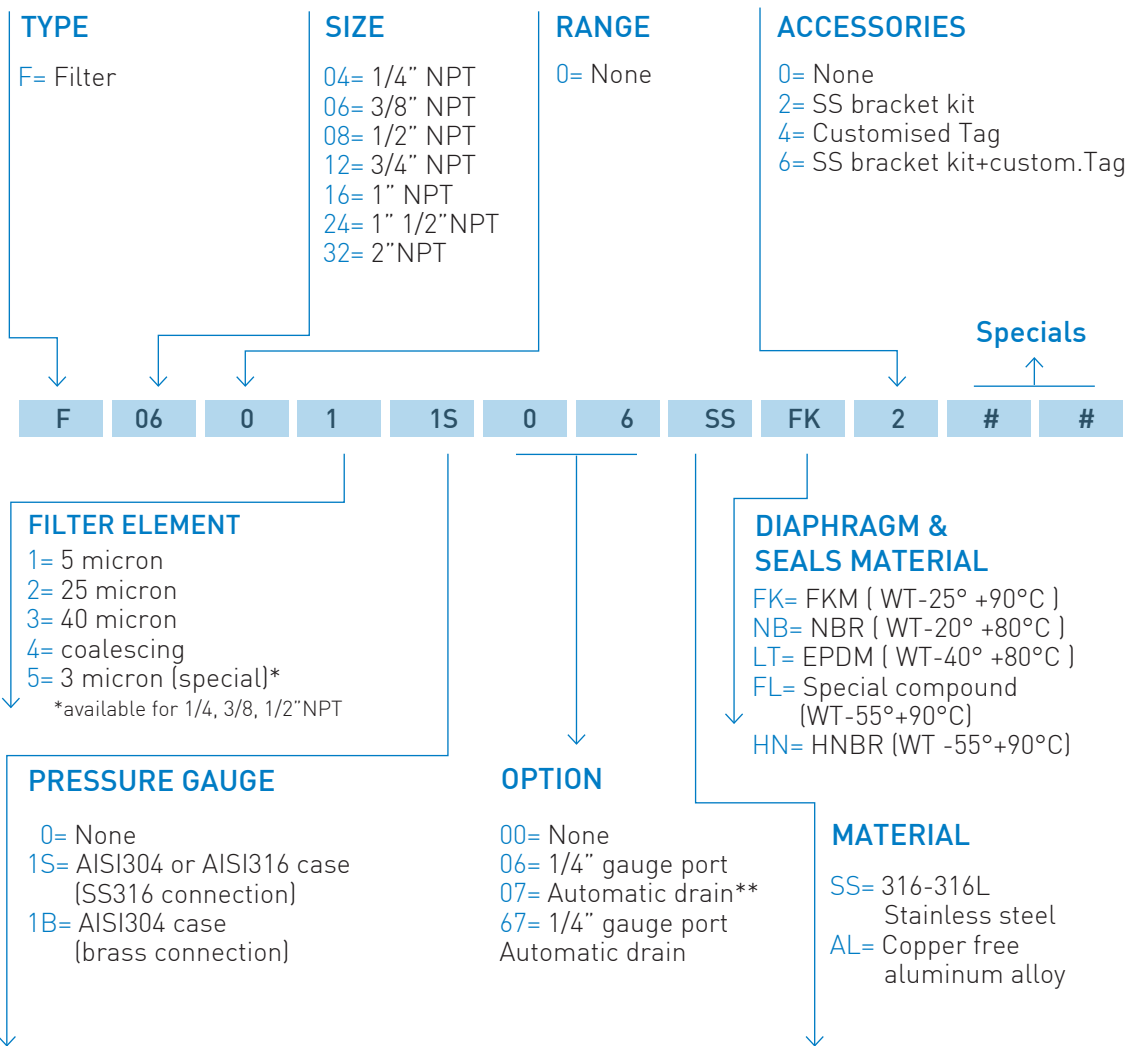 TYPE
F= Filter
SIZE
04= 1/4” NPT
06= 3/8” NPT
08= 1/2” NPT
12= 3/4” NPT
16= 1” NPT
24= 1” 1/2”NPT
32= 2”NPT
RANGE
0= None
ACCESSORIES
0= None
2= SS bracket kit
4= Customised Tag
6= SS bracket kit+custom.Tag
Specials
F 06 0 1 1S 0 6 SS FK 2 # #
FILTER ELEMENT
1= 5 micron
2= 25 micron
3= 40 micron
4= coalescing
5= 3 micron (special)*
*available for 1/4, 3/8, 1/2”NPT
DIAPHRAGM &
SEALS MATERIAL
FK= FKM ( WT-25° +90°C )
NB= NBR ( WT-20° +80°C )
LT= EPDM ( WT-40° +80°C )
FL= Special compound
(WT-55°+90°C)
HN= HNBR (WT -55°+90°C)
PRESSURE GAUGE
0= None
1S= AISI304 or AISI316 case
(SS316 connection)
1B= AISI304 case
(brass connection)
OPTION
00= None
06= 1/4” gauge port
07= Automatic drain**
67= 1/4” gauge port
Automatic drain
MATERIAL
SS= 316-316L
Stainless steel
AL= Copper free
aluminum alloy